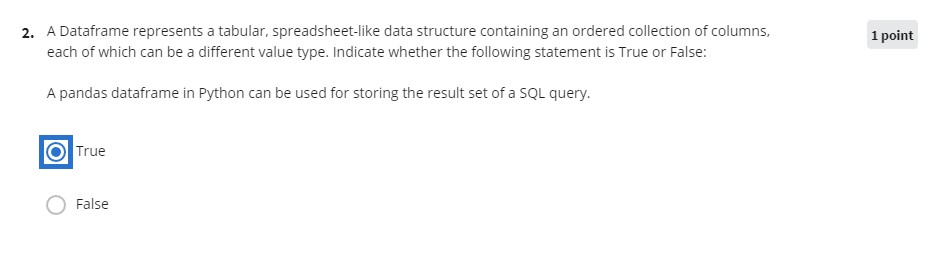 2. A Dataframe represents a tabular, spreadsheet-like data structure containing an ordered collection of columns,
each of which can be a different value type. Indicate whether the following statement is True or False:
1 point
A pandas dataframe in Python can be used for storing the result set of a SQL query.
True
False